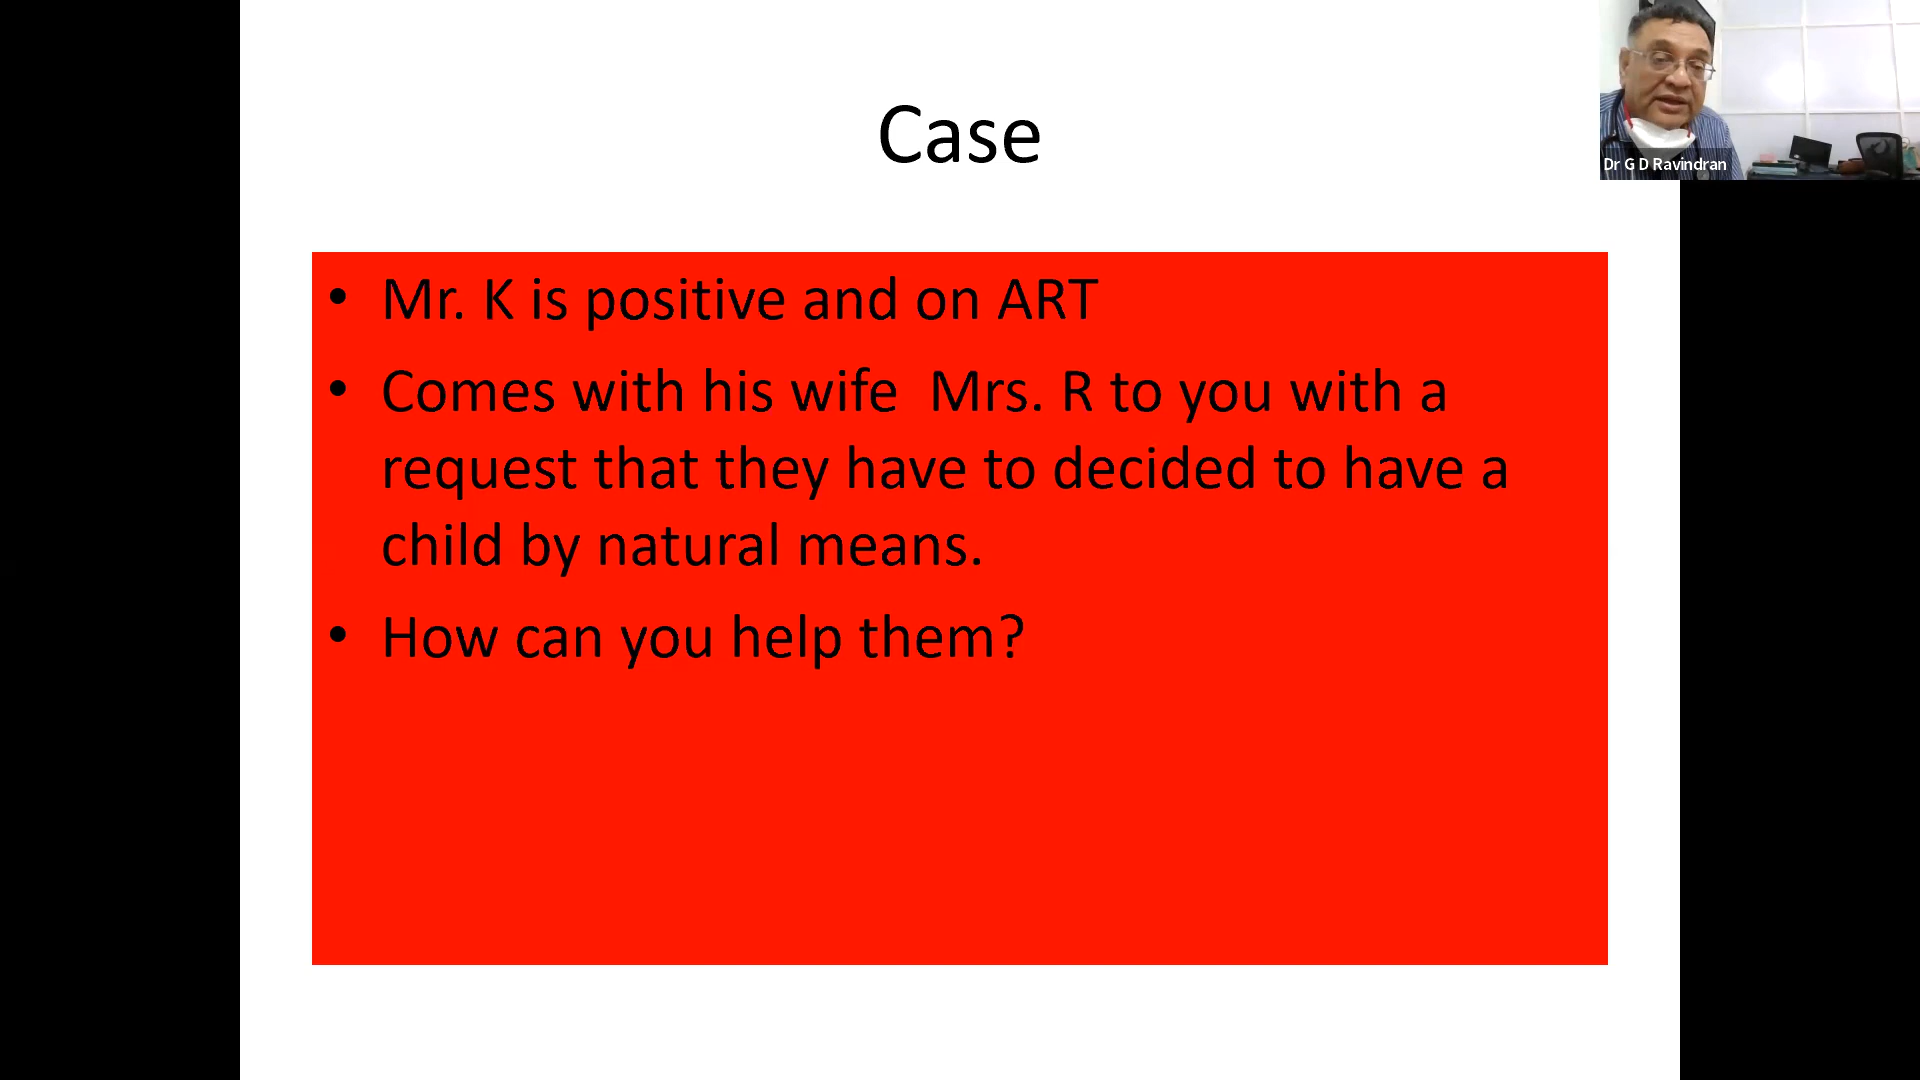 Case
Dr G D Ravindran
• Mr. K is positive and on ART
• Comes with his wife  Mrs. R to you with a
request that they have to decided to have a
child by natural means.
• How can you help them?